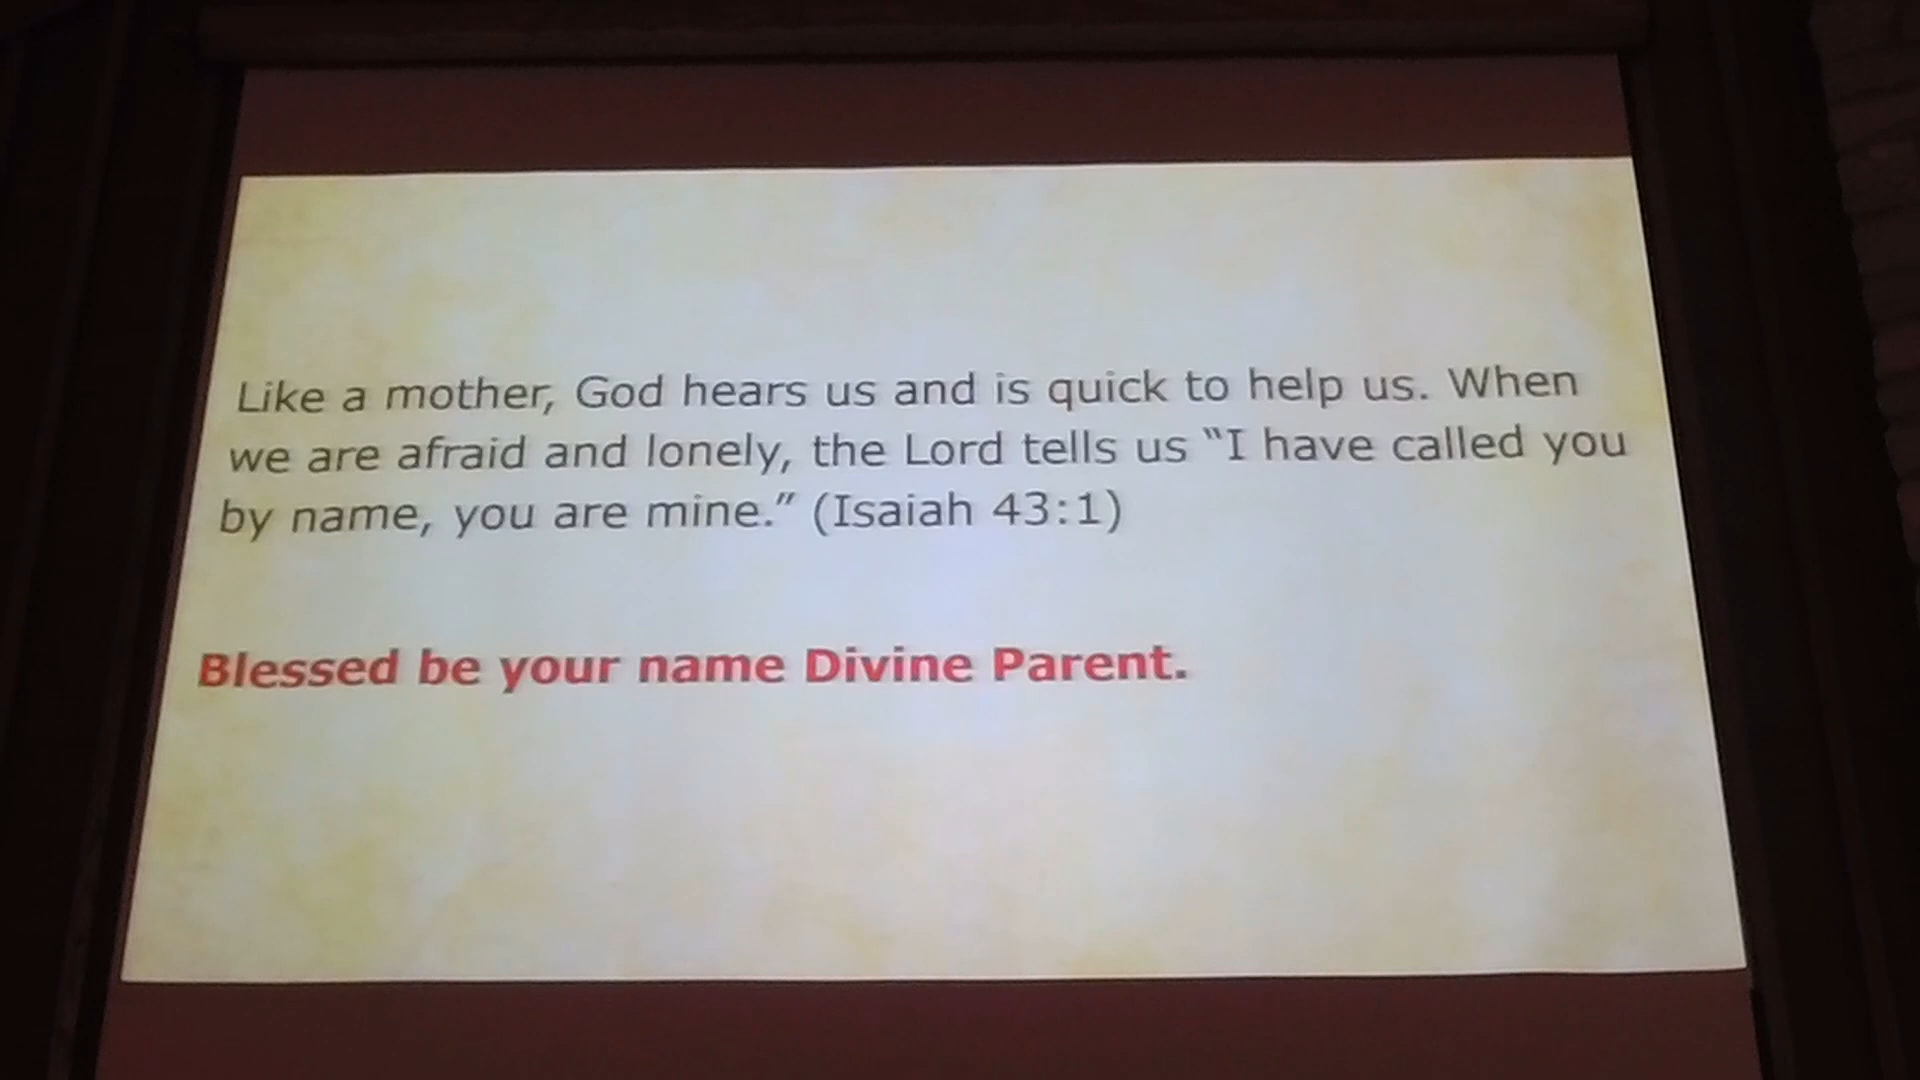 Like a mother, God hears us and is quick to help us. When
we are afraid and lonely, the Lord tells us “I have called you
by name, you are mine.” (Isaiah 43:1)
Blessed be your name Divine Parent.